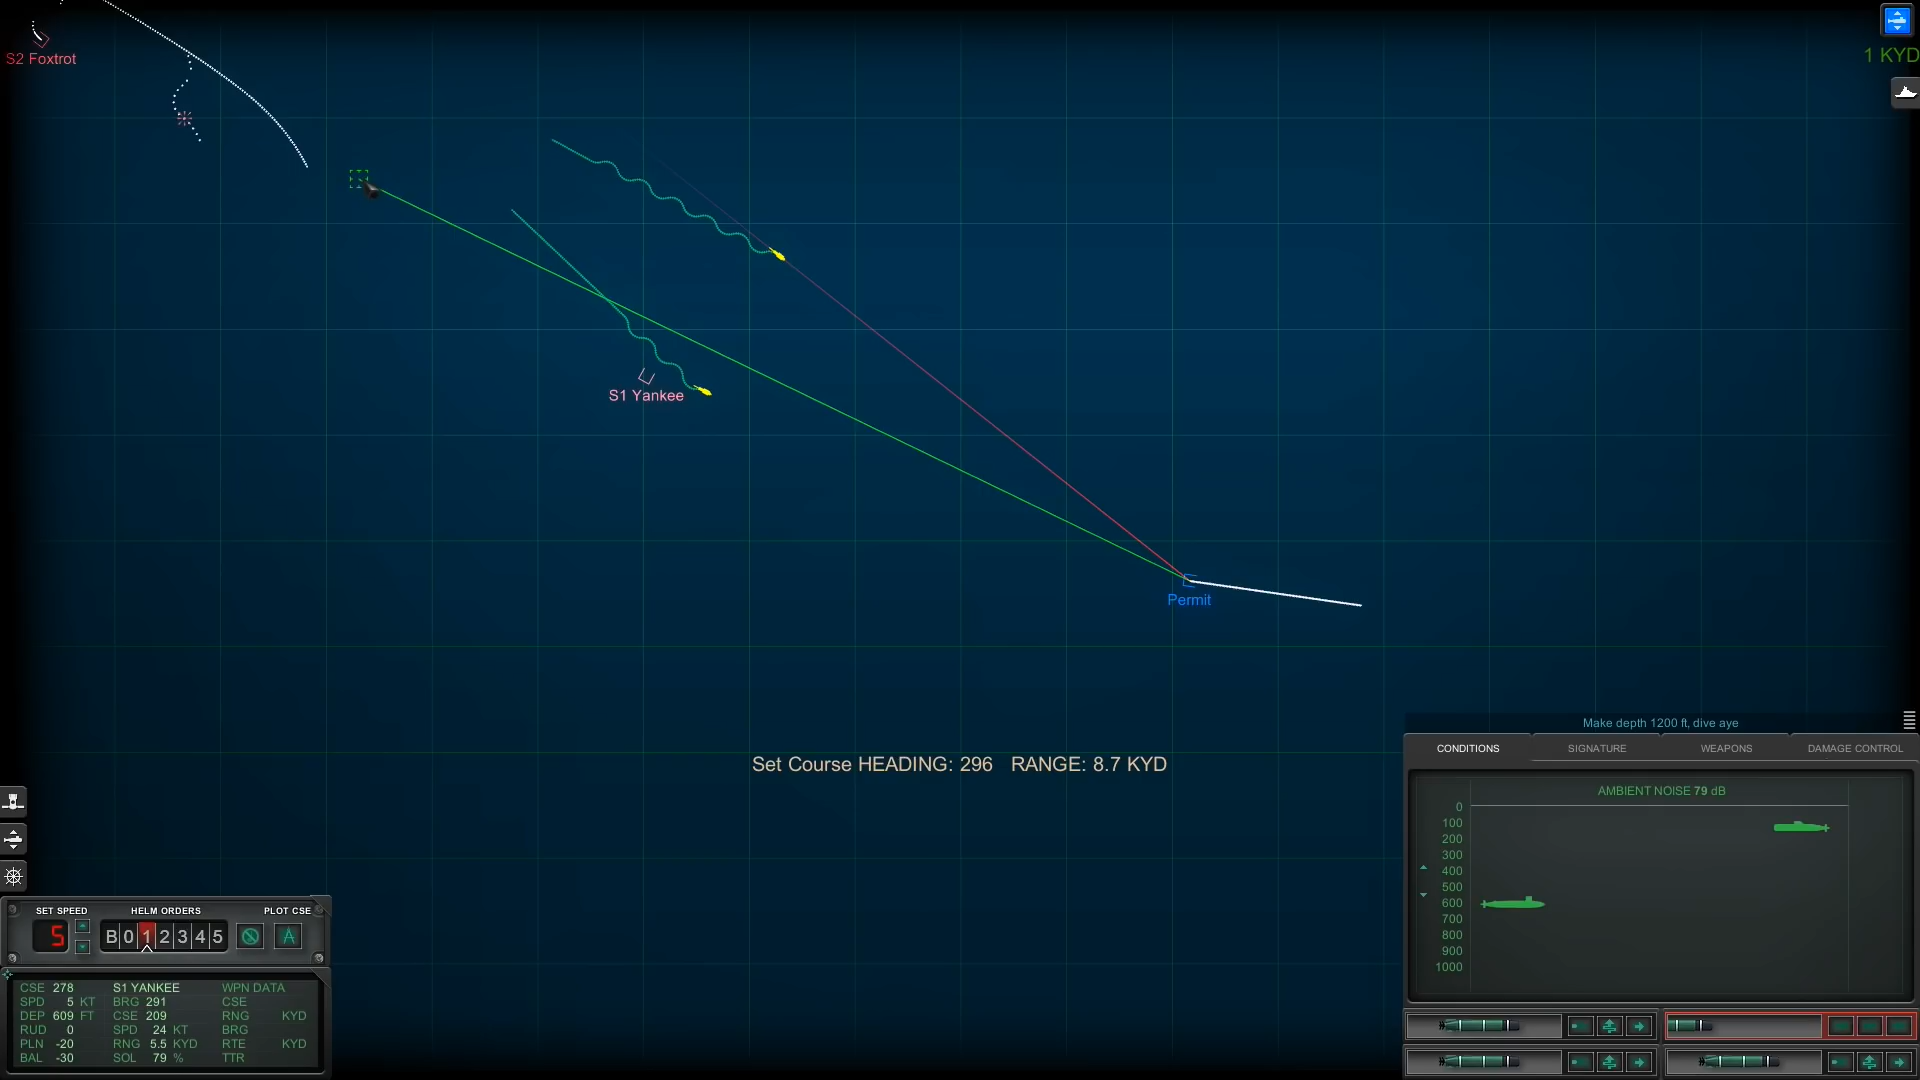 S2 Foxtrot
1 KYD
S1 Yankee
Permit
Set Course HEADING: 296 RANGE: 8.7 KYD
Make depth 1200 ft, dive aye
CONDITIONS SIGNATURE WEAPONS DAMAGE CONTROL
AMBIENT NOISE 79 dB
0
100
200
300
400
500
600
700
800
900
1000
SET SPEED HELM ORDERS PLOT CSE
5 B 0 1 2 3 4 5
CSE 278 S1 YANKEE WPN DATA
SPD 5 KT BRG 291 CSE
DEP 609 FT CSE 209 RNG KYD
RUD 0 SPD 24 KT BRG
PLN -20 RNG 5.5 KYD RTE KYD
BAL -30 SOL 79 % TTR